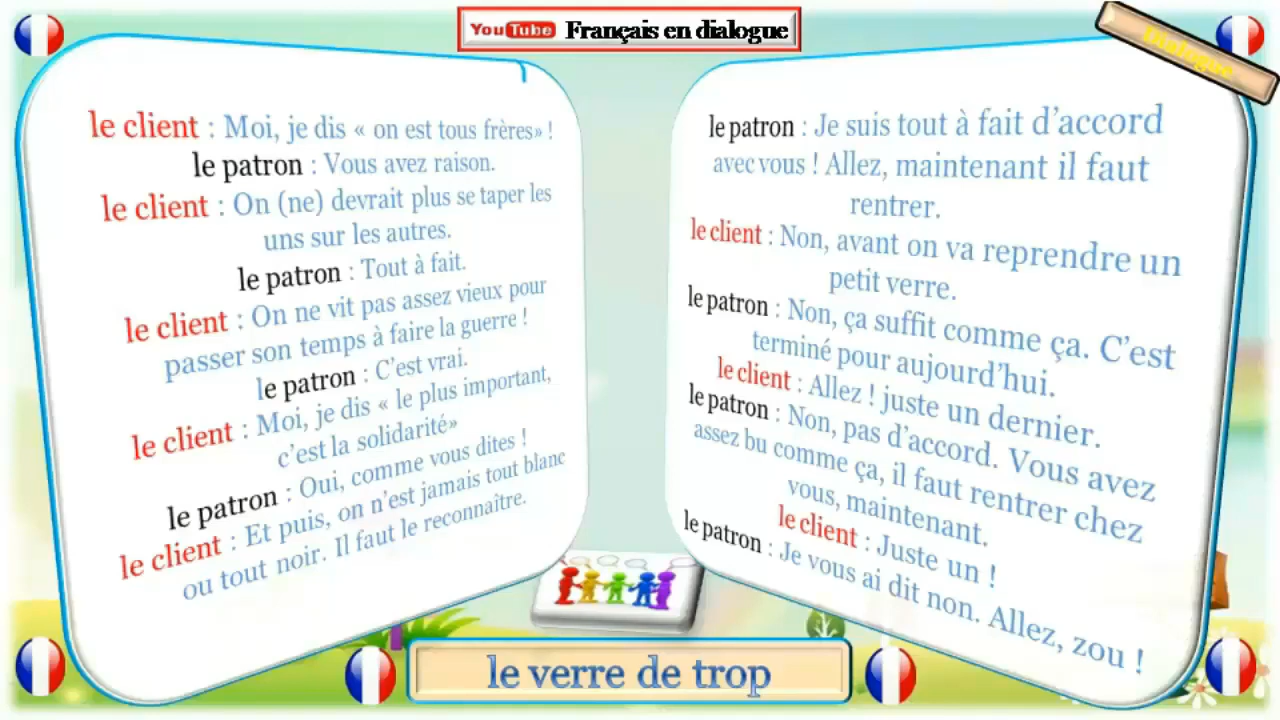 YouTube Français en dialogue
Dialogue
le client : Moi, je dis « on est tous frères» !
le patron : Vous avez raison.
le client : On (ne) devrait plus se taper les
uns sur les autres.
le patron : Tout à fait.
le client : On ne vit pas assez vieux pour
passer son temps à faire la guerre !
le patron : C'est vrai.
le client : Moi, je dis « le plus important,
c'est la solidarité»
le patron : Oui, comme vous dites !
le client : Et puis, on n'est jamais tout blanc
ou tout noir. Il faut le reconnaître.
le patron : Je suis tout à fait d'accord
avec vous ! Allez, maintenant il faut
rentrer.
le client : Non, avant on va reprendre un
petit verre.
le patron : Non, ça suffit comme ça. C'est
terminé pour aujourd'hui.
le client : Allez ! juste un dernier.
le patron : Non, pas d'accord. Vous avez
assez bu comme ça, il faut rentrer chez
vous, maintenant.
le client : Juste un !
le patron : Je vous ai dit non. Allez, zou !
le verre de trop